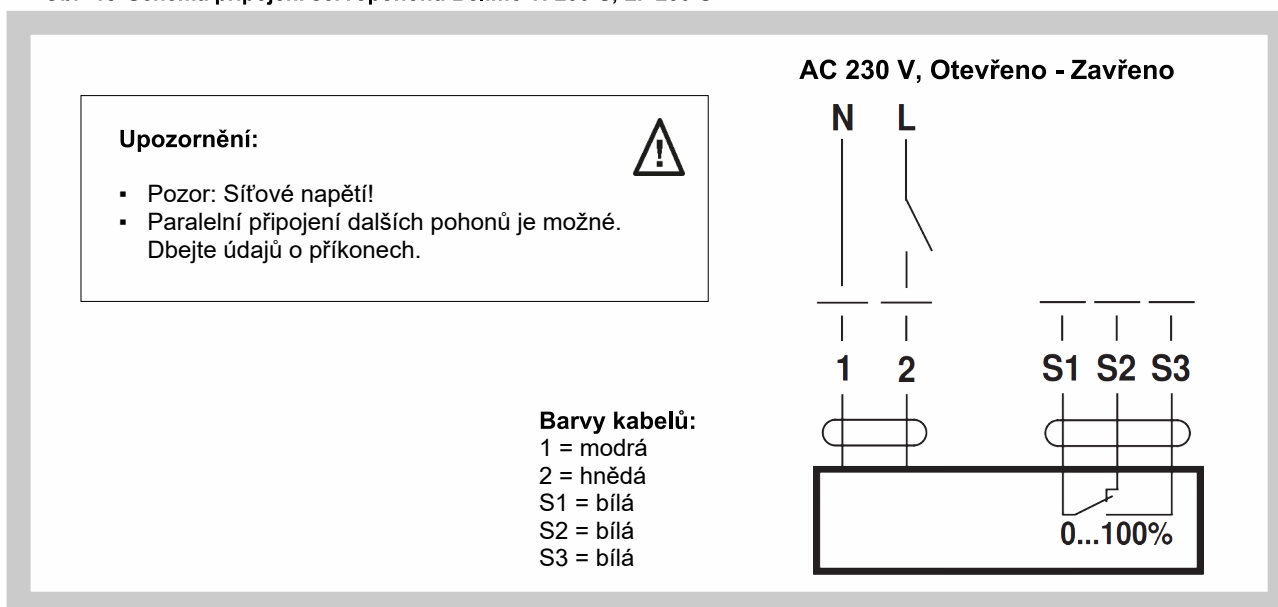 AC 230 V, Otevřeno - Zavřeno
N L
Upozornění:
▪ Pozor: Síťové napětí!
▪ Paralelní připojení dalších pohonů je možné.
Dbejte údajů o příkonech.
1 2 S1 S2 S3
Barvy kabelů:
1 = modrá
2 = hnědá
S1 = bílá
S2 = bílá
S3 = bílá
0...100%